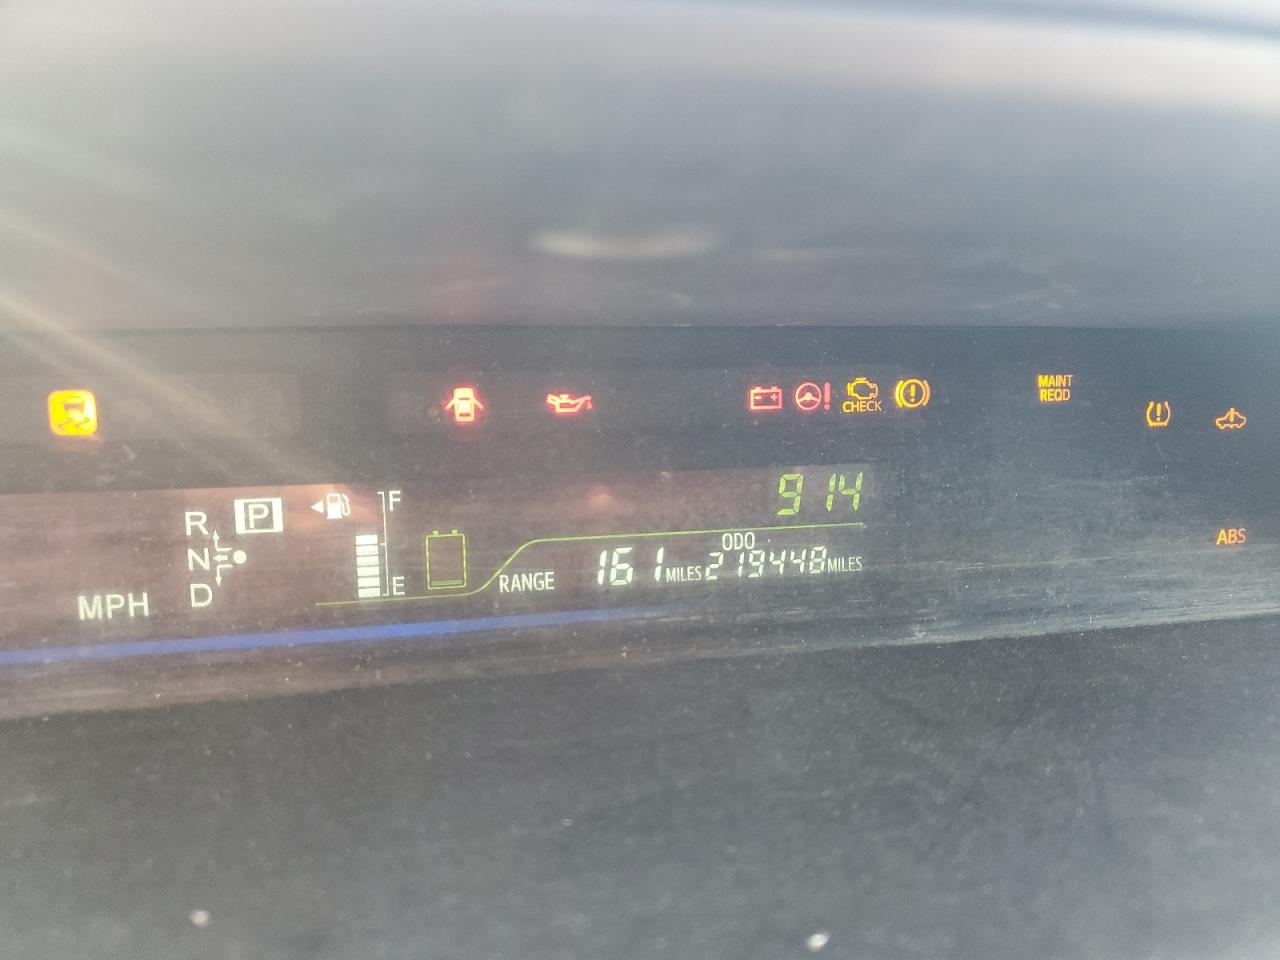 CHECK
MAINT
REQD
ABS
914
R
P
N
D
F
E
MPH
RANGE 161 MILES
ODO
219448 MILES